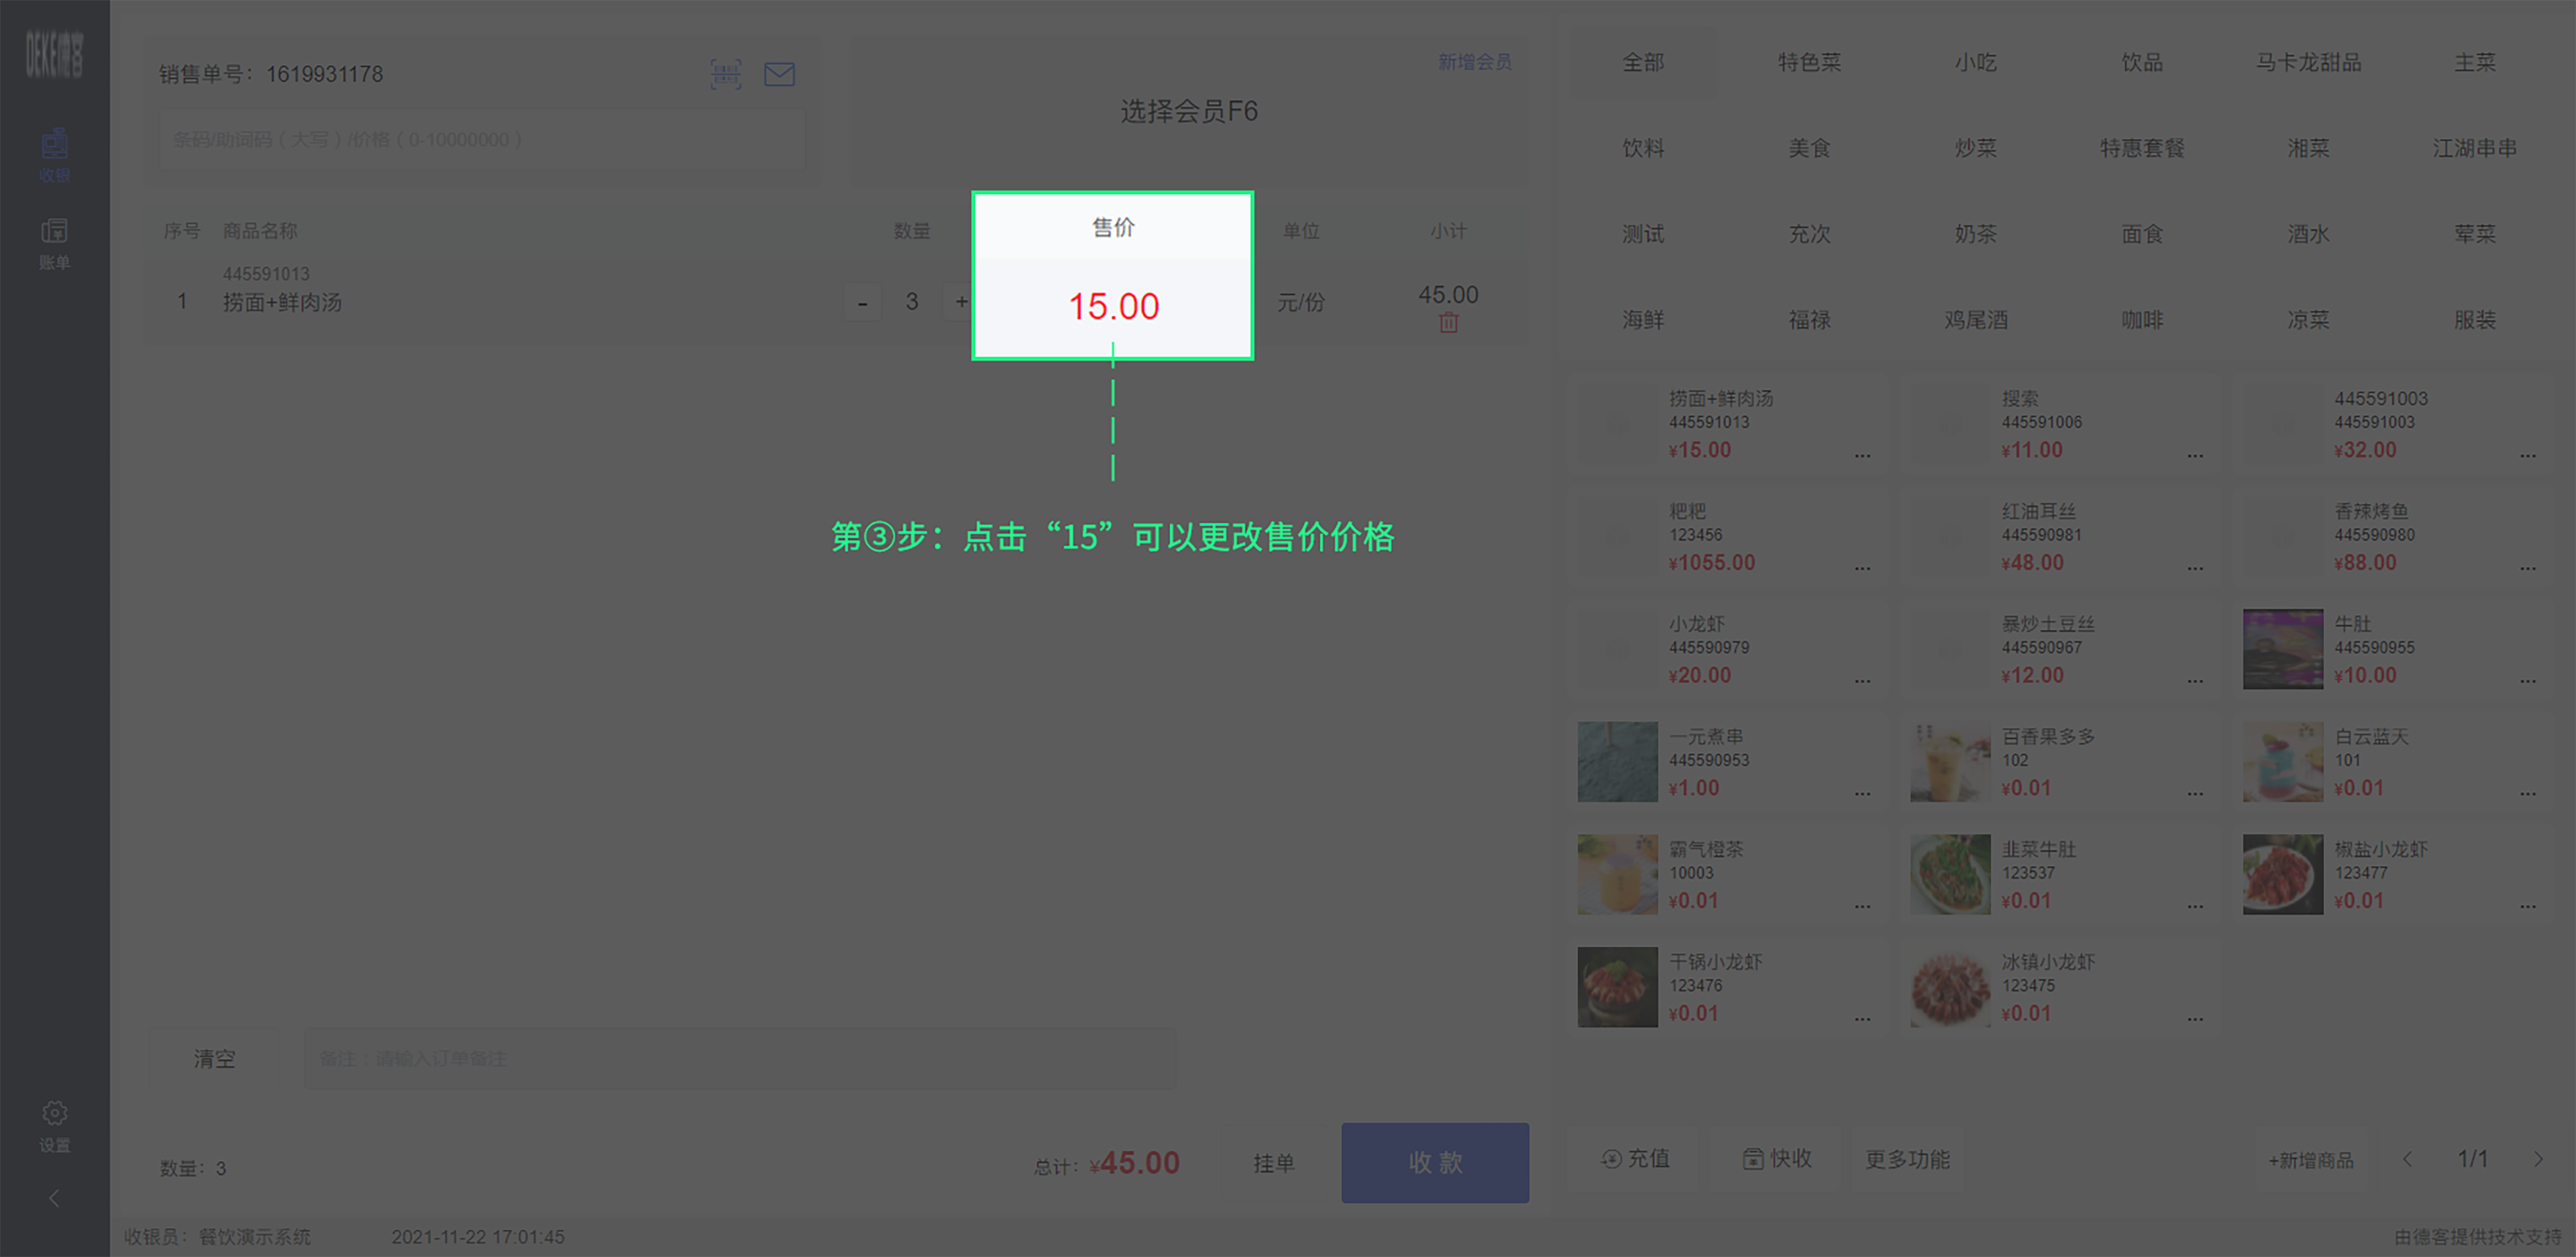 DEKE德客
收银
账单
设置
销售单号：1619931178
条码/助词码（大写）/价格（0-10000000）
新增会员
选择会员F6
序号 商品名称 数量 售价 单位 小计
445591013
1 捞面+鲜肉汤 - 3 + 15.00 元/份 45.00
第③步：点击“15”可以更改售价价格
清空 备注：请输入订单备注
数量：3 总计：¥45.00 挂单 收款
收银员：餐饮演示系统 2021-11-22 17:01:45
全部 特色菜 小吃 饮品 马卡龙甜品 主菜
饮料 美食 炒菜 特惠套餐 湘菜 江湖串串
测试 充次 奶茶 面食 酒水 荤菜
海鲜 福禄 鸡尾酒 咖啡 凉菜 服装
捞面+鲜肉汤 搜索 445591003
445591013 445591006 445591003
¥15.00 ... ¥11.00 ... ¥32.00 ...
粑粑 红油耳丝 香辣烤鱼
123456 445590981 445590980
¥1055.00 ... ¥48.00 ... ¥88.00 ...
小龙虾 暴炒土豆丝 牛肚
445590979 445590967 445590955
¥20.00 ... ¥12.00 ... ¥10.00 ...
一元煮串 百香果多多 白云蓝天
445590953 102 101
¥1.00 ... ¥0.01 ... ¥0.01 ...
霸气橙茶 韭菜牛肚 椒盐小龙虾
10003 123537 123477
¥0.01 ... ¥0.01 ... ¥0.01 ...
干锅小龙虾 冰镇小龙虾
123476 123475
¥0.01 ... ¥0.01 ...
充值 快收 更多功能 +新增商品 < 1/1 >
由德客提供技术支持